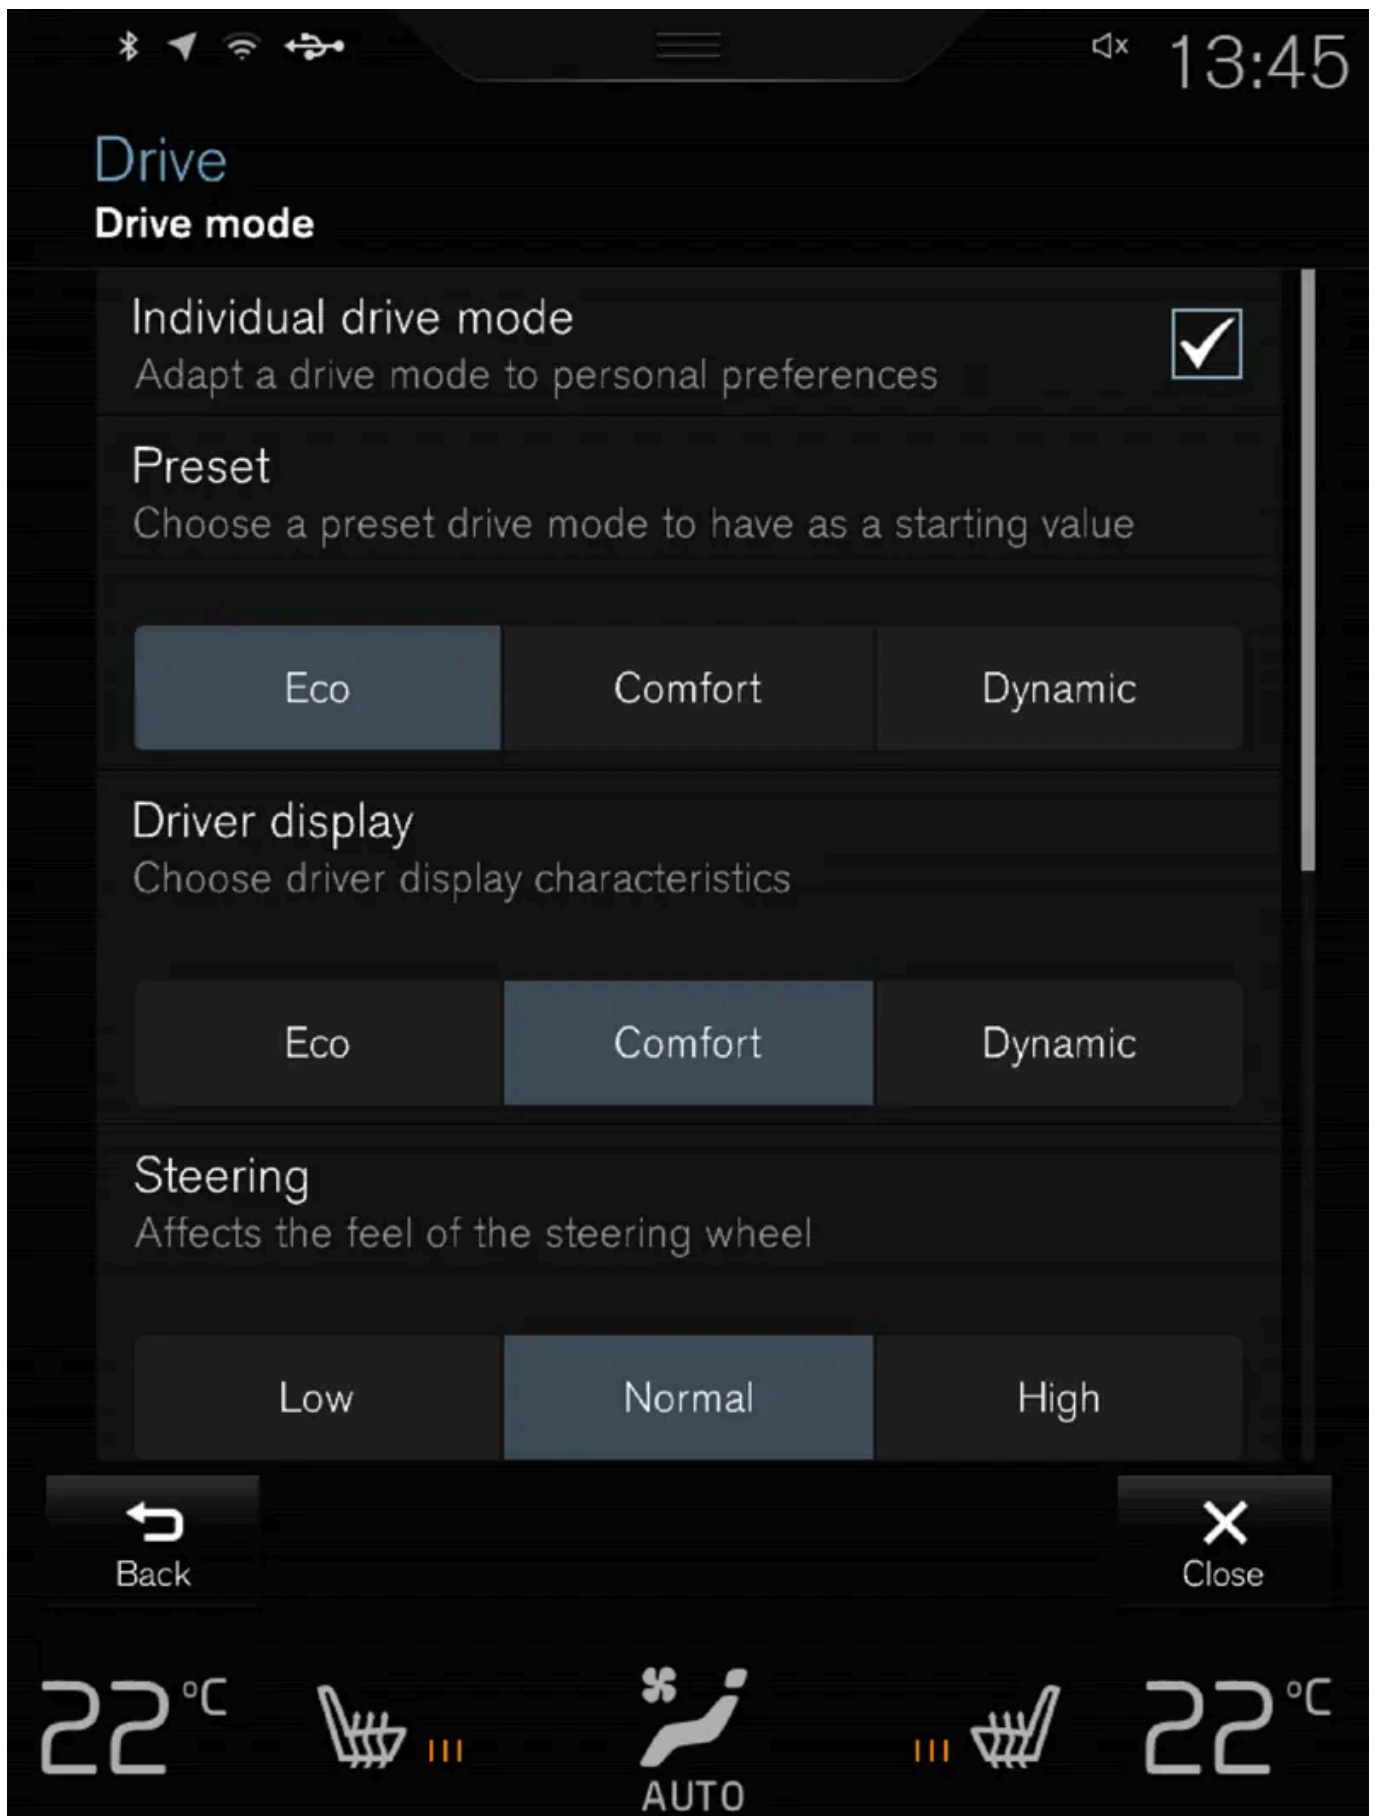 13:45
Drive
Drive mode
Individual drive mode
Adapt a drive mode to personal preferences
Preset
Choose a preset drive mode to have as a starting value
Eco Comfort Dynamic
Driver display
Choose driver display characteristics
Eco Comfort Dynamic
Steering
Affects the feel of the steering wheel
Low Normal High
Back Close
22°C 22°C
AUTO